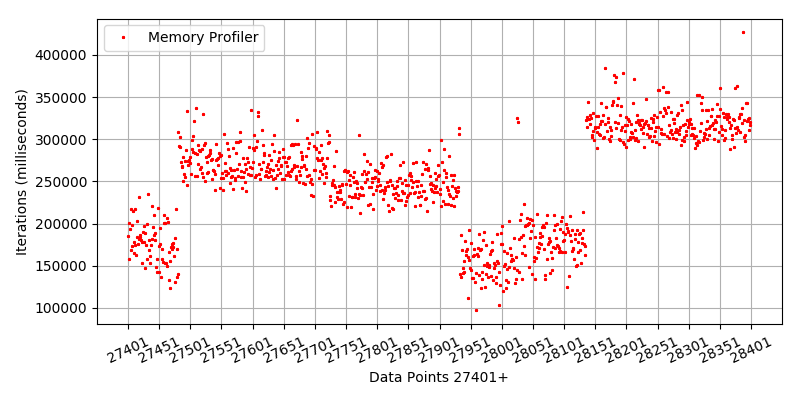 Memory Profiler
400000
350000
300000
250000
200000
150000
100000
Iterations (milliseconds)
27401 27451 27501 27551 27601 27651 27701 27751 27801 27851 27901 27951 28001 28051 28101 28151 28201 28251 28301 28351 28401
Data Points 27401+